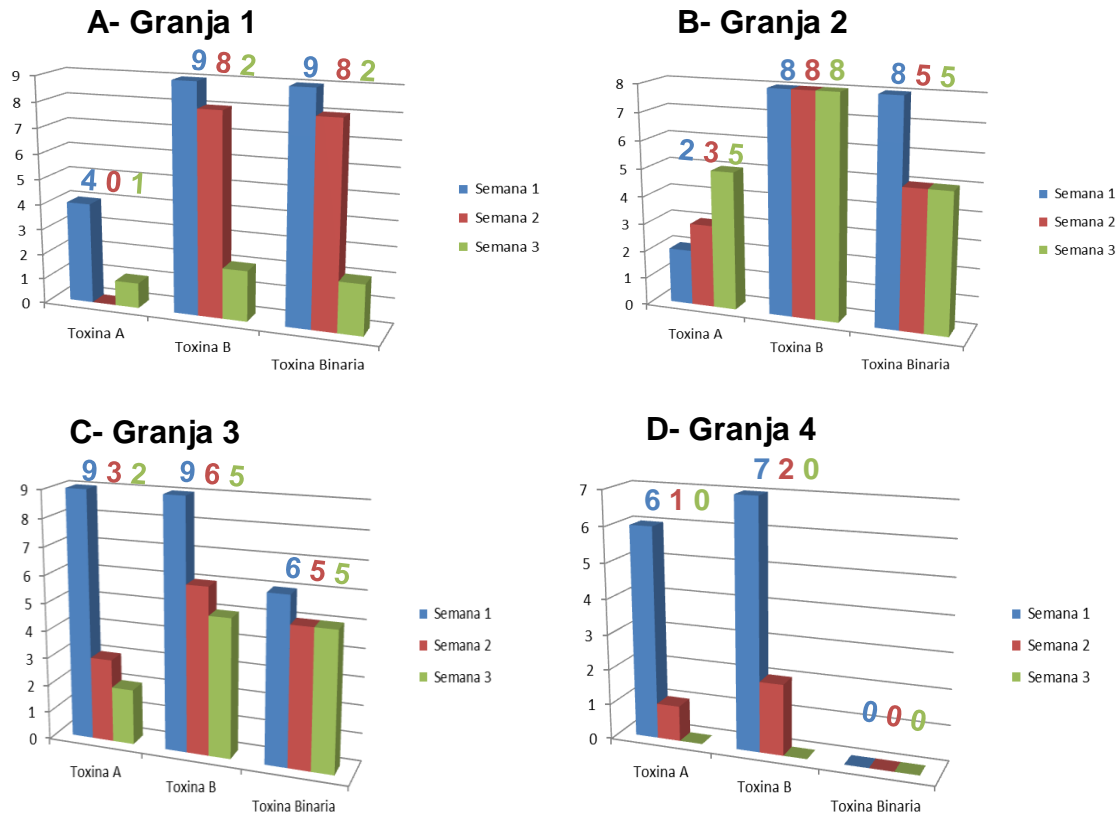 A- Granja 1
9 8 2
9 8 2
4 0 1
9
8
7
6
5
4
3
2
1
0
Toxina A
Toxina B
Toxina Binaria
Semana 1
Semana 2
Semana 3
B- Granja 2
8 8 8
8 5 5
2 3 5
8
7
6
5
4
3
2
1
0
Toxina A
Toxina B
Toxina Binaria
Semana 1
Semana 2
Semana 3
C- Granja 3
9 3 2
9 6 5
6 5 5
9
8
7
6
5
4
3
2
1
0
Toxina A
Toxina B
Toxina Binaria
Semana 1
Semana 2
Semana 3
D- Granja 4
7 2 0
6 1 0
0 0 0
7
6
5
4
3
2
1
0
Toxina A
Toxina B
Toxina Binaria
Semana 1
Semana 2
Semana 3